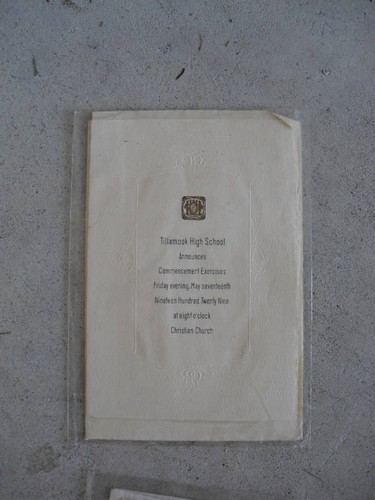 Tillamook High School
Announces
Commencement Exercises
Friday evening, May seventeenth
Nineteen Hundred Twenty Nine
at eight o'clock
Christian Church